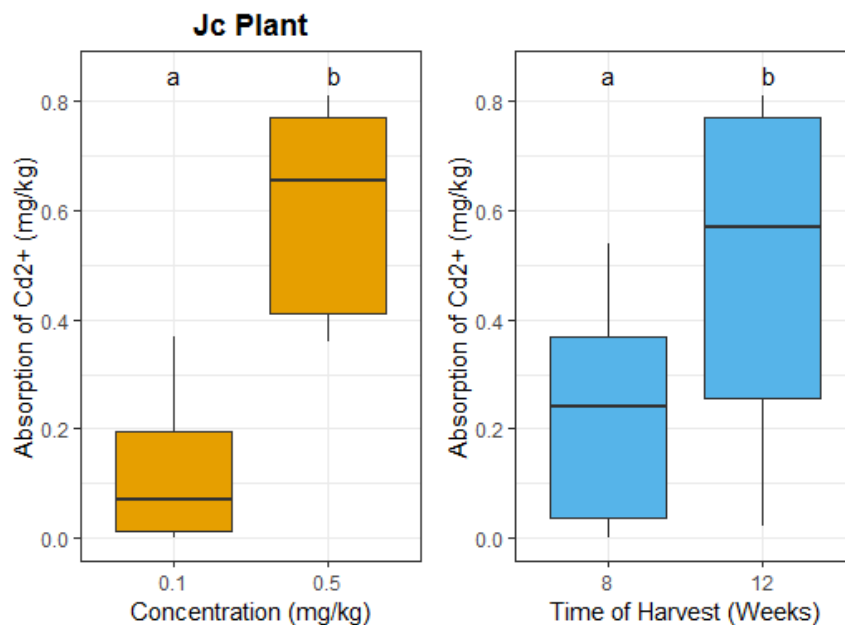 Jc Plant
a b
0.8
0.6
0.4
0.2
0.0
Absorption of Cd2+ (mg/kg)
0.1 0.5
Concentration (mg/kg)
a b
0.8
0.6
0.4
0.2
0.0
Absorption of Cd2+ (mg/kg)
8 12
Time of Harvest (Weeks)